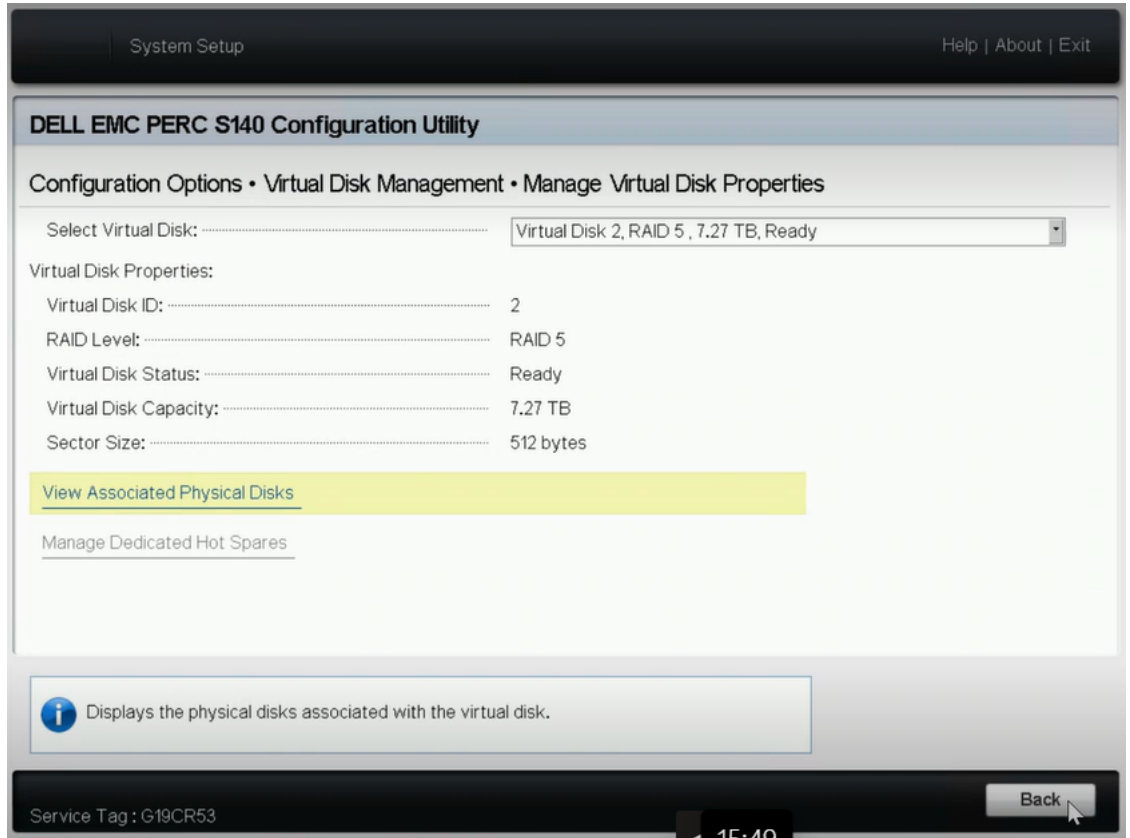 System Setup
Help | About | Exit
DELL EMC PERC S140 Configuration Utility
Configuration Options • Virtual Disk Management • Manage Virtual Disk Properties
Select Virtual Disk: Virtual Disk 2, RAID 5 , 7.27 TB, Ready
Virtual Disk Properties:
Virtual Disk ID: 2
RAID Level: RAID 5
Virtual Disk Status: Ready
Virtual Disk Capacity: 7.27 TB
Sector Size: 512 bytes
View Associated Physical Disks
Manage Dedicated Hot Spares
Displays the physical disks associated with the virtual disk.
Back
Service Tag : G19CR53
15:49